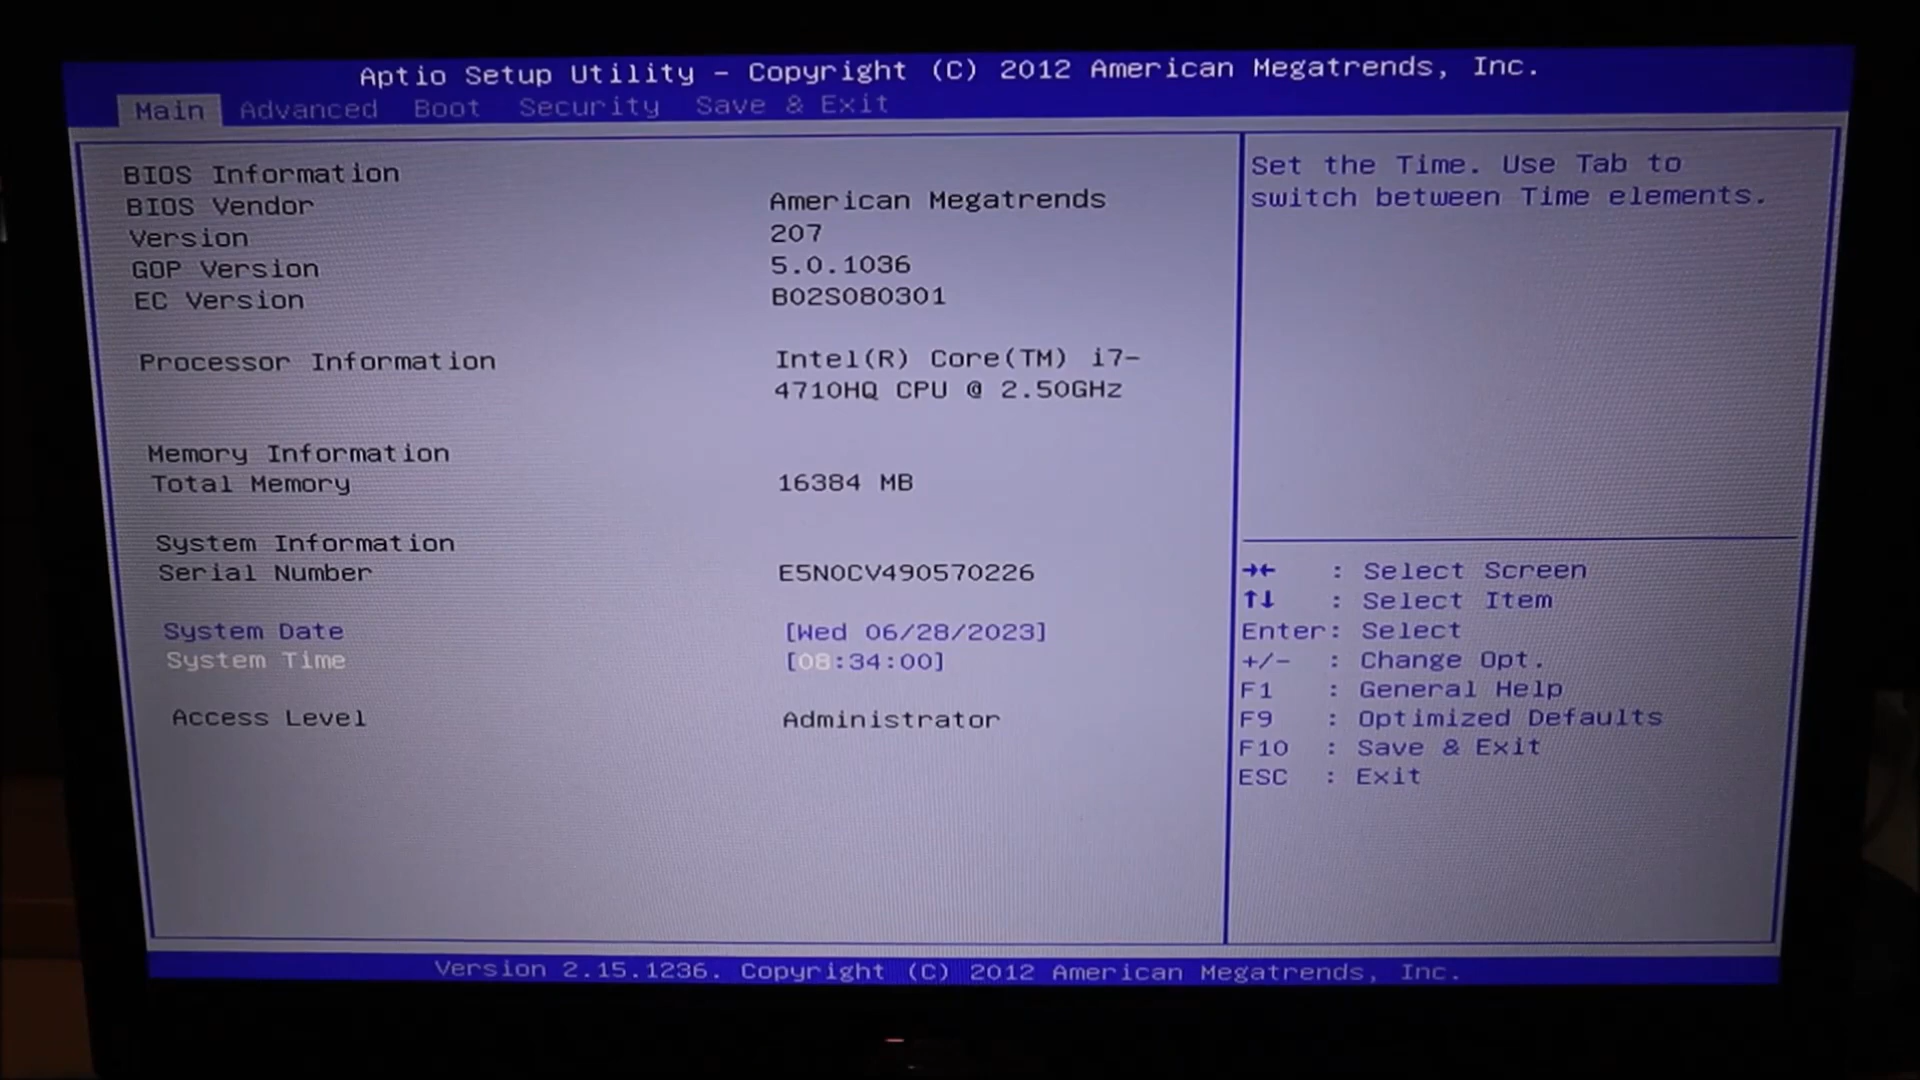 Aptio Setup Utility – Copyright (C) 2012 American Megatrends, Inc.
Main Advanced Boot Security Save & Exit
BIOS Information
BIOS Vendor American Megatrends
Version 207
GOP Version 5.0.1036
EC Version B02S080301
Processor Information Intel(R) Core(TM) i7-
4710HQ CPU @ 2.50GHz
Memory Information
Total Memory 16384 MB
System Information
Serial Number E5N0CV490570226
System Date [Wed 06/28/2023]
System Time [08:34:00]
Access Level Administrator
Set the Time. Use Tab to
switch between Time elements.
→← : Select Screen
↑↓ : Select Item
Enter: Select
+/- : Change Opt.
F1 : General Help
F9 : Optimized Defaults
F10 : Save & Exit
ESC : Exit
Version 2.15.1236. Copyright (C) 2012 American Megatrends, Inc.